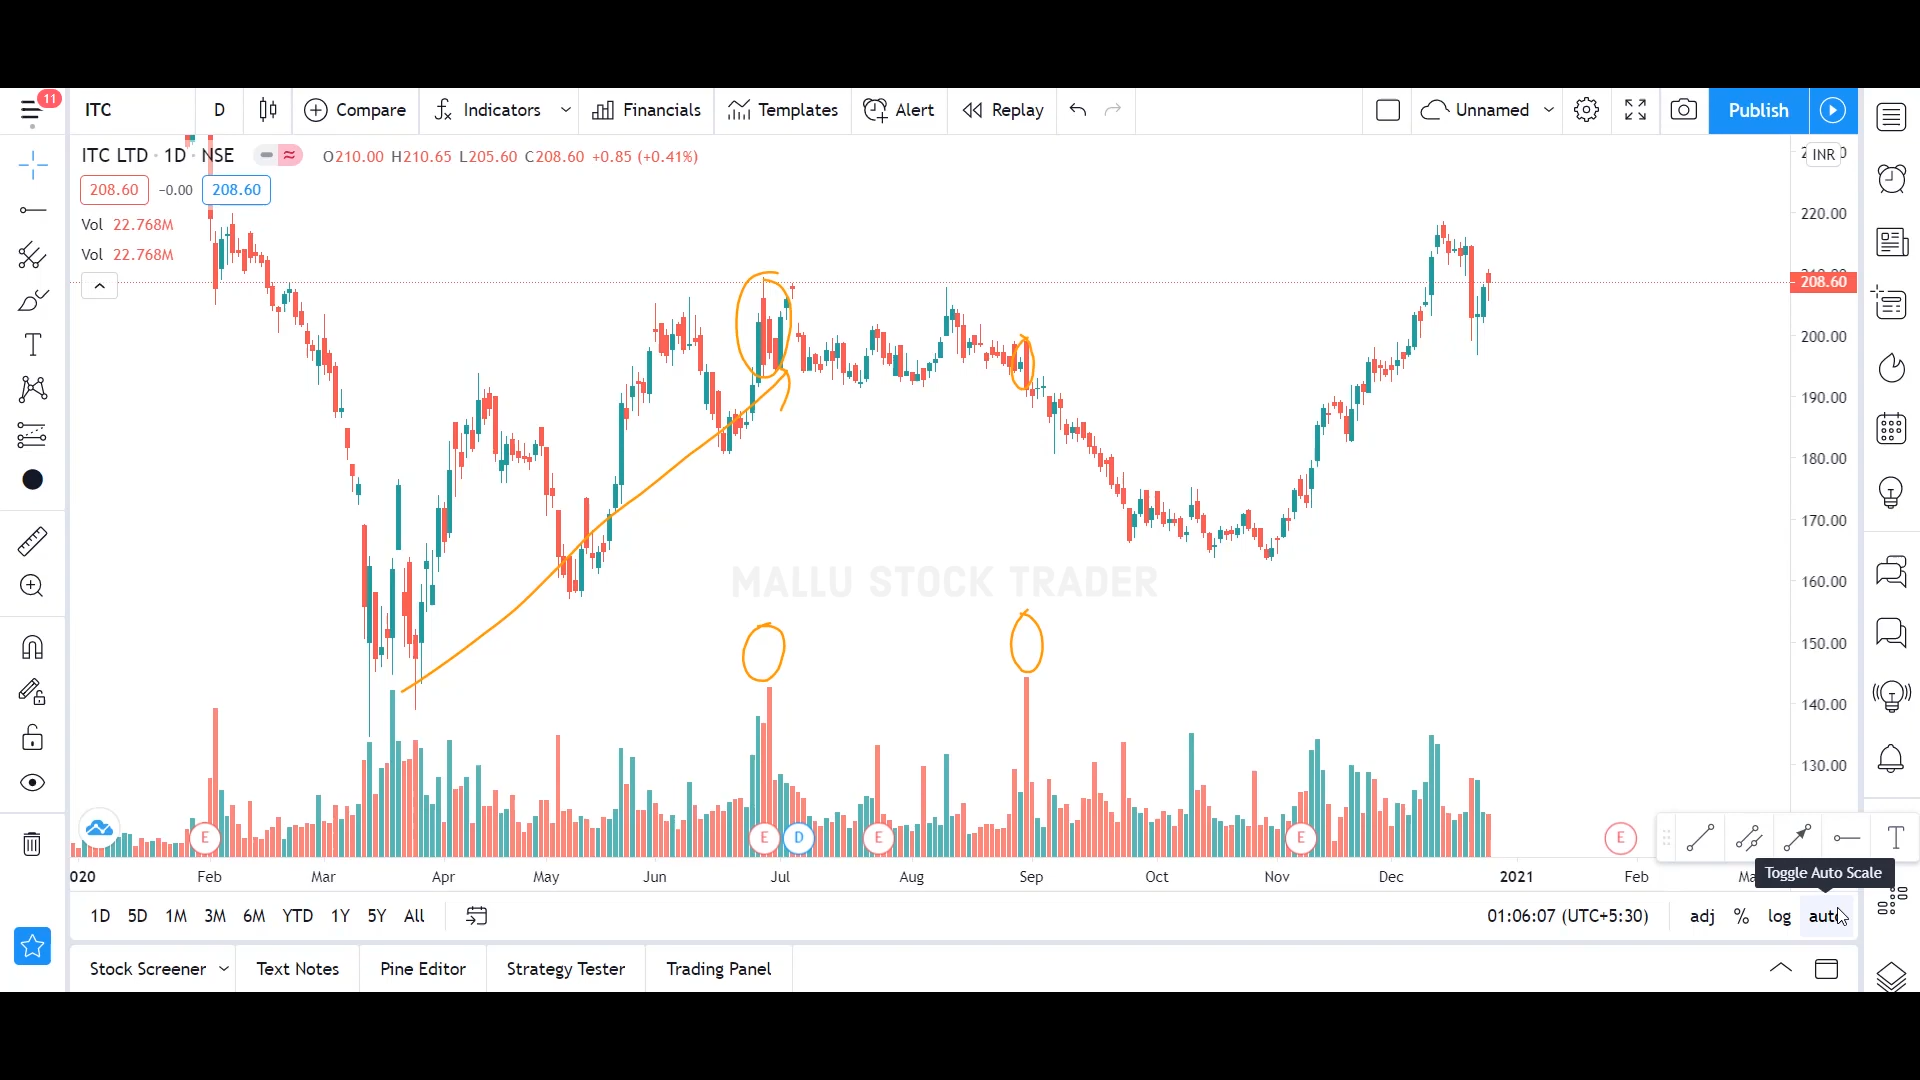 11
ITC D Compare Indicators Financials Templates Alert Replay Unnamed Publish
ITC LTD · 1D · NSE O210.00 H210.65 L205.60 C208.60 +0.85 (+0.41%)
INR
208.60 −0.00 208.60
Vol 22.768M
Vol 22.768M
220.00
208.60
200.00
190.00
180.00
170.00
160.00
150.00
140.00
130.00
MALLU STOCK TRADER
E E D E E E
T
Toggle Auto Scale
020 Feb Mar Apr May Jun Jul Aug Sep Oct Nov Dec 2021 Feb
1D 5D 1M 3M 6M YTD 1Y 5Y All 01:06:07 (UTC+5:30) adj % log auto
Stock Screener Text Notes Pine Editor Strategy Tester Trading Panel